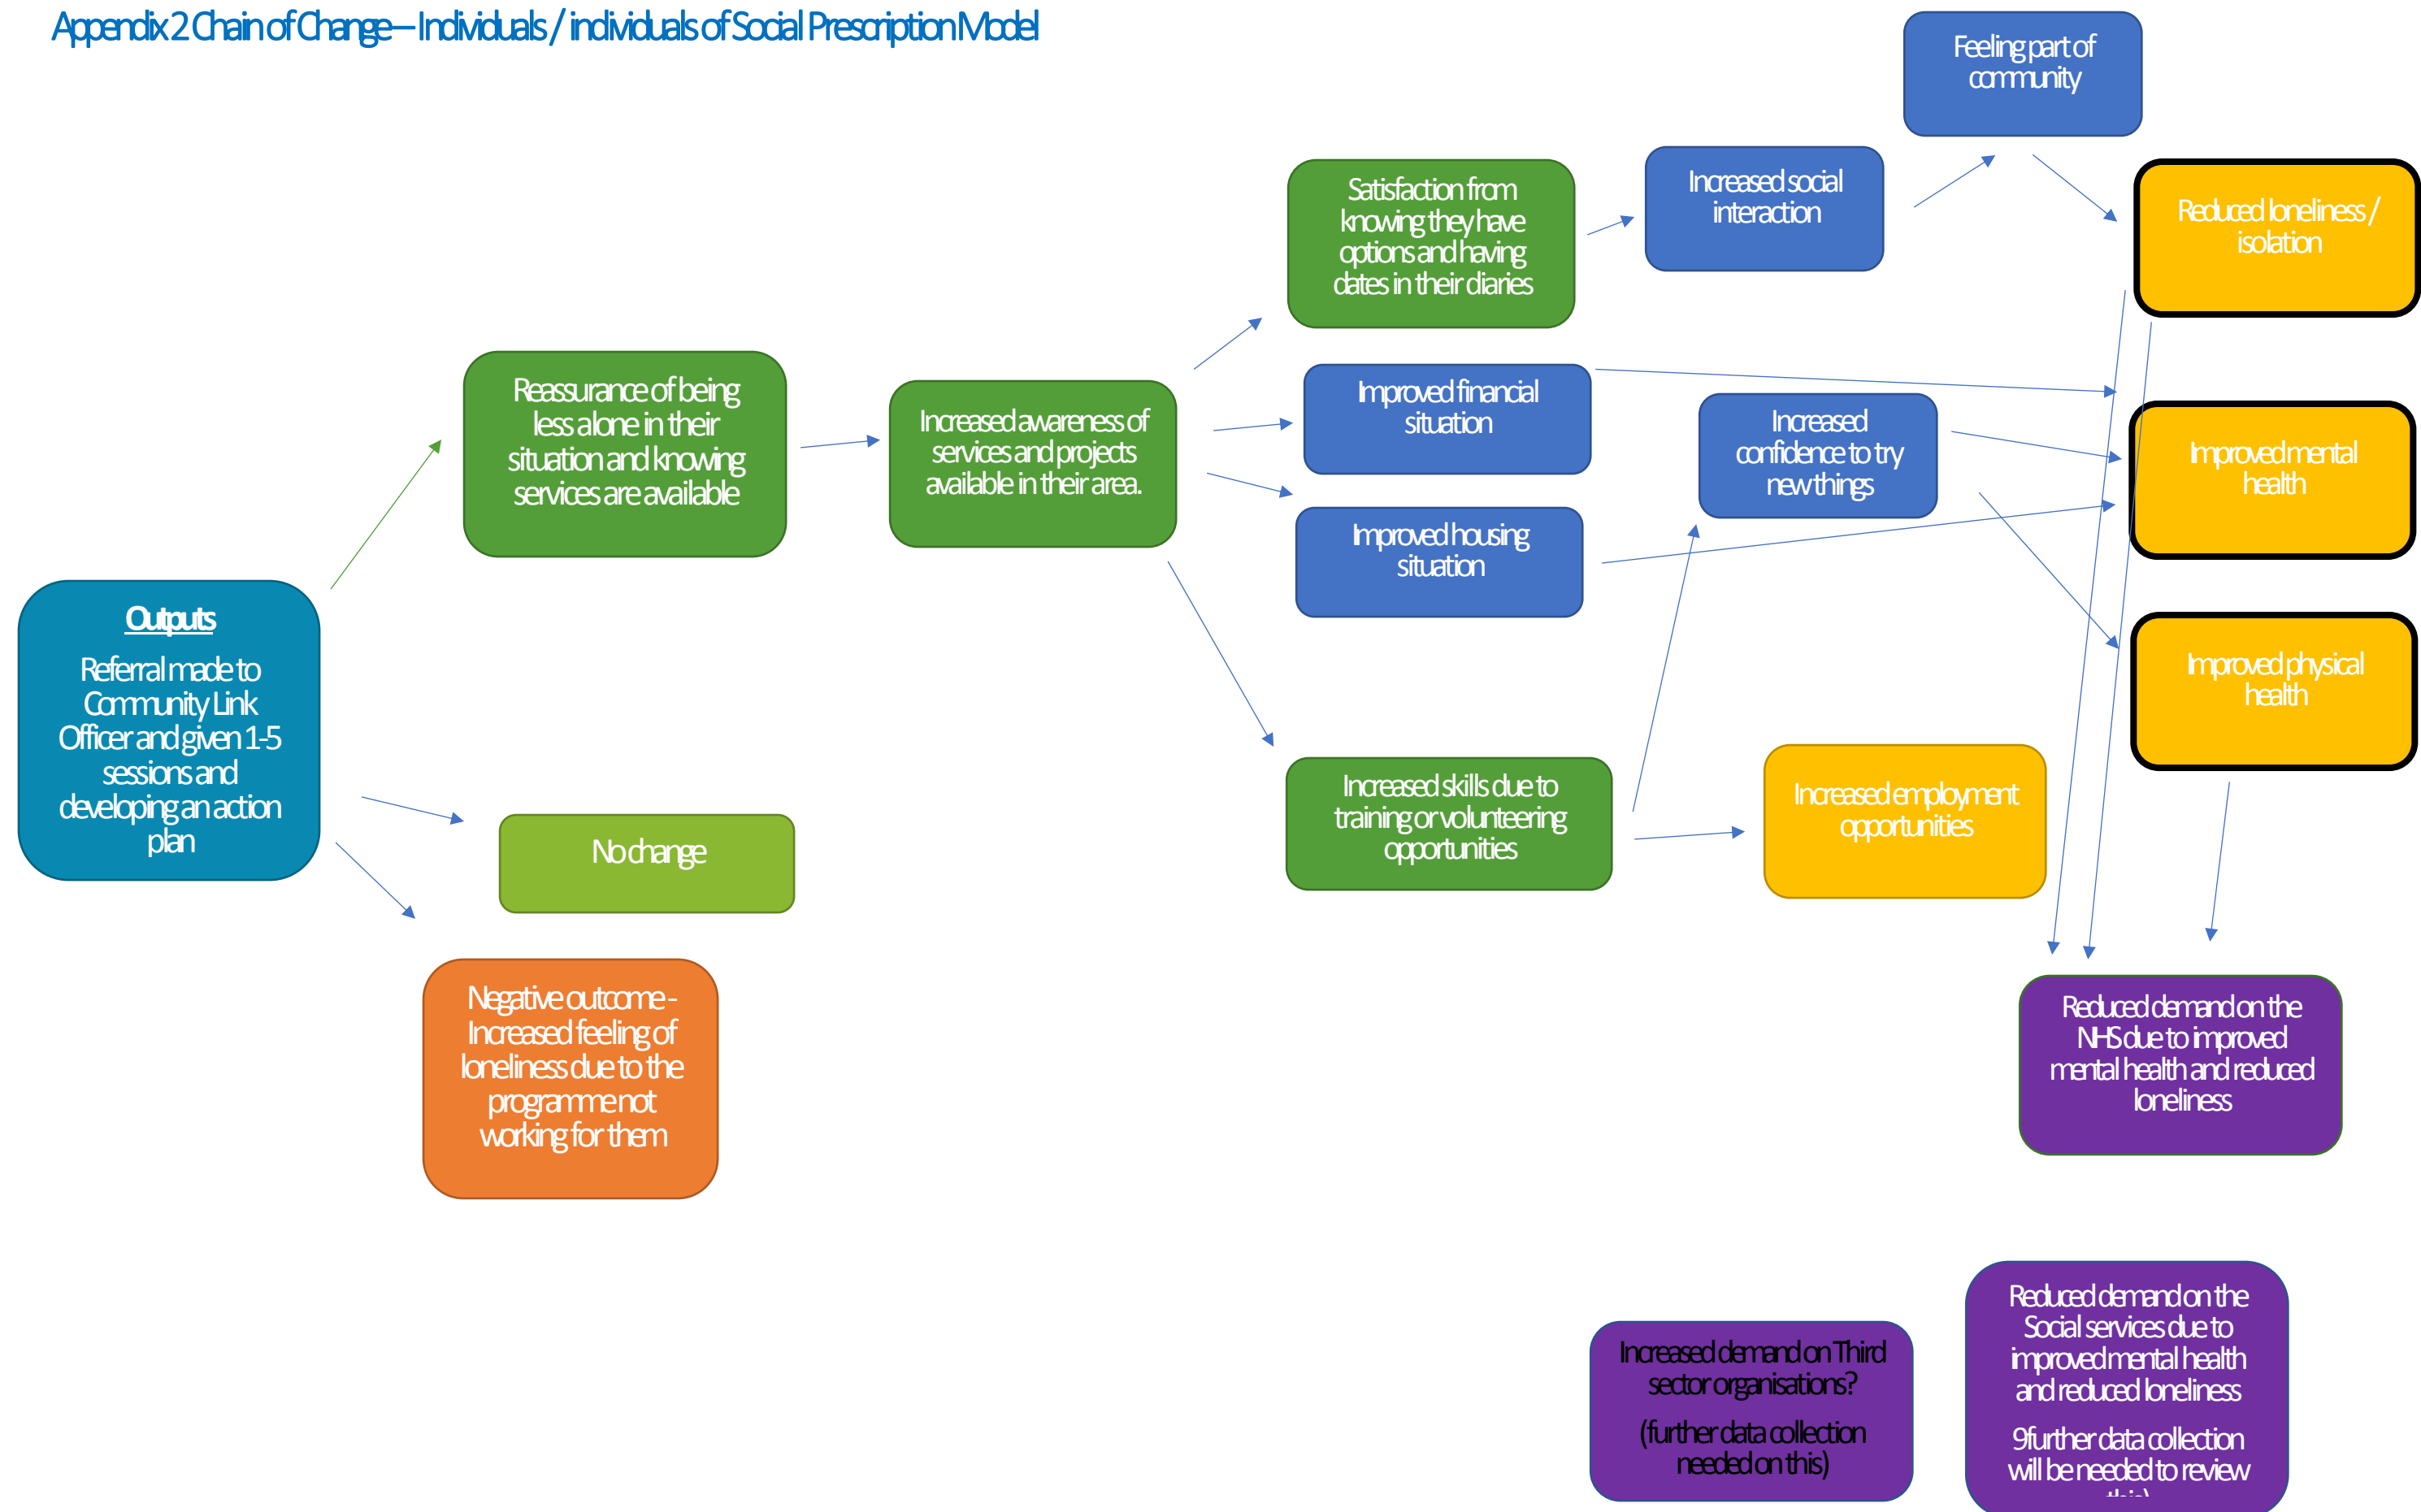 Appendix 2 Chain of Change – Individuals / individuals of Social Prescription Model
Feeling part of
community
Satisfaction from
knowing they have
options and having
dates in their diaries
Increased social
interaction
Reduced loneliness /
isolation
Reassurance of being
less alone in their
situation and knowing
services are available
Increased awareness of
services and projects
available in their area.
Improved financial
situation
Increased
confidence to try
new things
Improved mental
health
Improved housing
situation
Outputs
Referral made to
Community Link
Officer and given 1-5
sessions and
developing an action
plan
Improved physical
health
No change
Increased skills due to
training or volunteering
opportunities
Increased employment
opportunities
Negative outcome -
Increased feeling of
loneliness due to the
programme not
working for them
Reduced demand on the
NHS due to improved
mental health and reduced
loneliness
Increased demand on Third
sector organisations?
(further data collection
needed on this)
Reduced demand on the
Social services due to
improved mental health
and reduced loneliness
9further data collection
will be needed to review